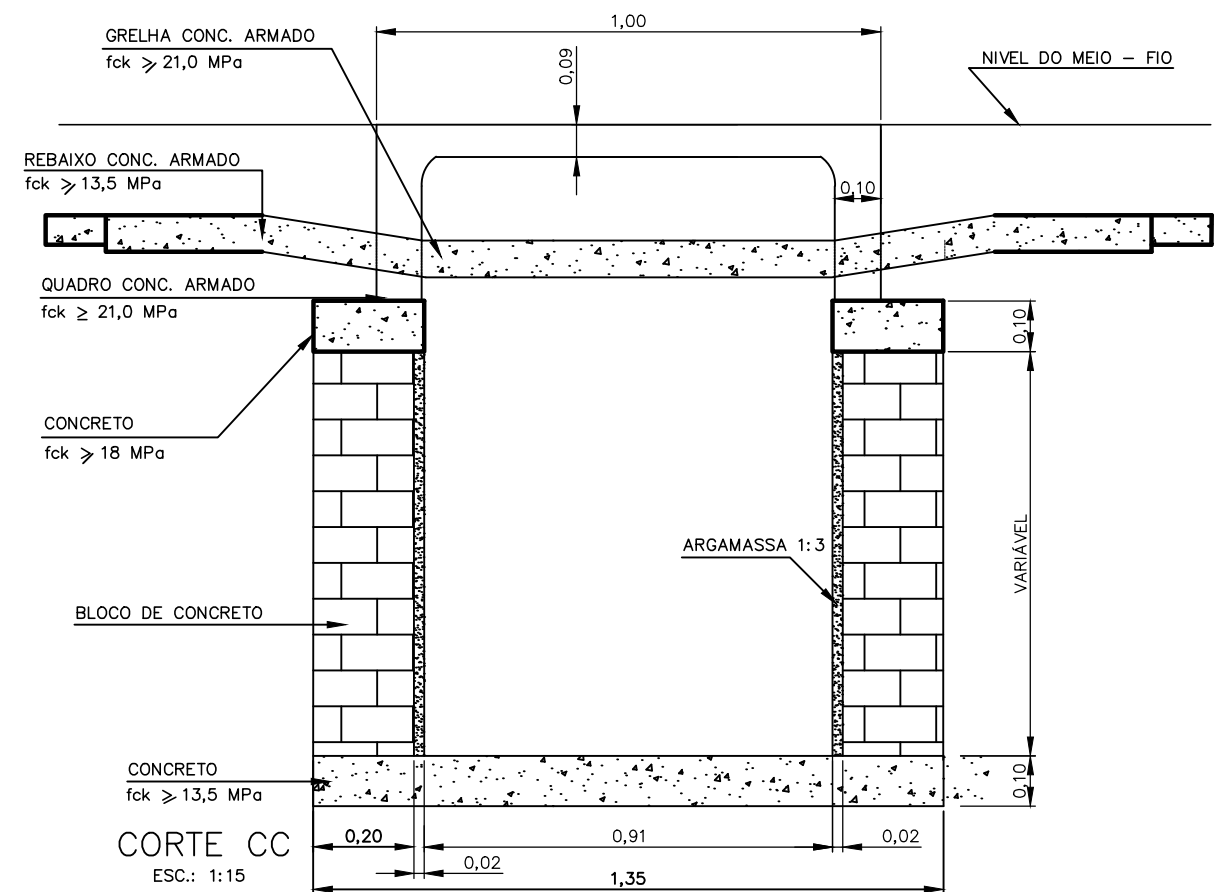 1,00
GRELHA CONC. ARMADO
fck ⩾ 21,0 MPa
0,09
NIVEL DO MEIO – FIO
REBAIXO CONC. ARMADO
fck ⩾ 13,5 MPa
0,10
QUADRO CONC. ARMADO
fck ≥ 21,0 MPa
0,10
CONCRETO
fck ⩾ 18 MPa
ARGAMASSA 1:3
VARIÁVEL
BLOCO DE CONCRETO
CONCRETO
fck ⩾ 13,5 MPa
0,10
CORTE CC
ESC.: 1:15
0,20
0,91
0,02
0,02
1,35